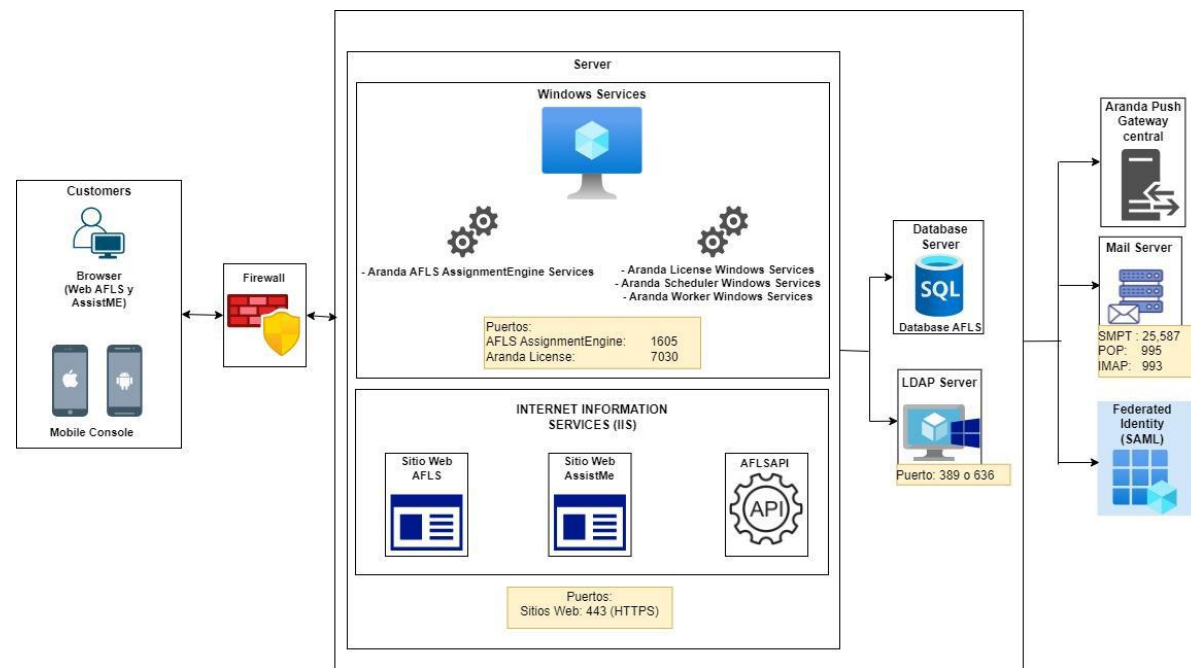 Customers
Browser
(Web AFLS y
AssistME)
Mobile Console
Firewall
Server
Windows Services
- Aranda AFLS AssignmentEngine Services
- Aranda License Windows Services
- Aranda Scheduler Windows Services
- Aranda Worker Windows Services
Puertos:
AFLS AssignmentEngine: 1605
Aranda License: 7030
INTERNET INFORMATION
SERVICES (IIS)
Sitio Web
AFLS
Sitio Web
AssistMe
AFLSAPI
API
Puertos:
Sitios Web: 443 (HTTPS)
Database
Server
SQL
Database AFLS
LDAP Server
Puerto: 389 o 636
Aranda Push
Gateway
central
Mail Server
SMPT : 25,587
POP: 995
IMAP: 993
Federated
Identity
(SAML)